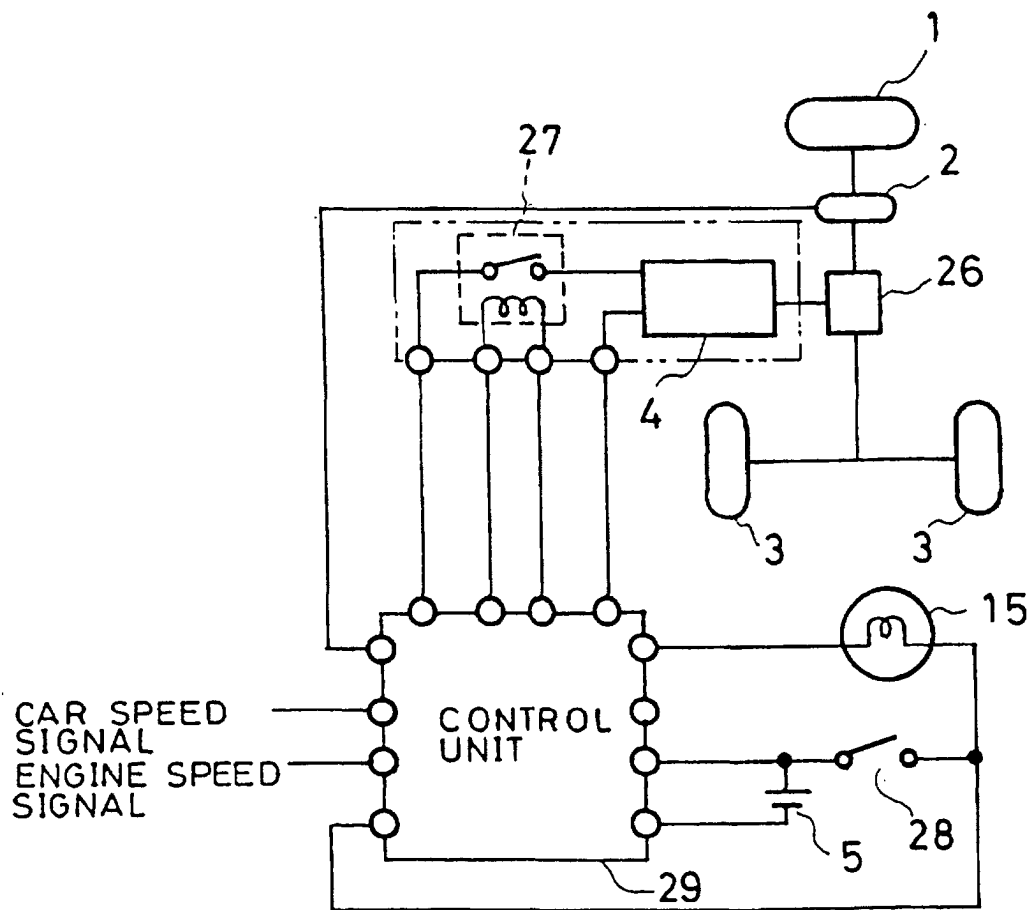 1
27
2
26
4
3
3
15
CAR SPEED
SIGNAL
ENGINE SPEED
SIGNAL
CONTROL
UNIT
5
28
29